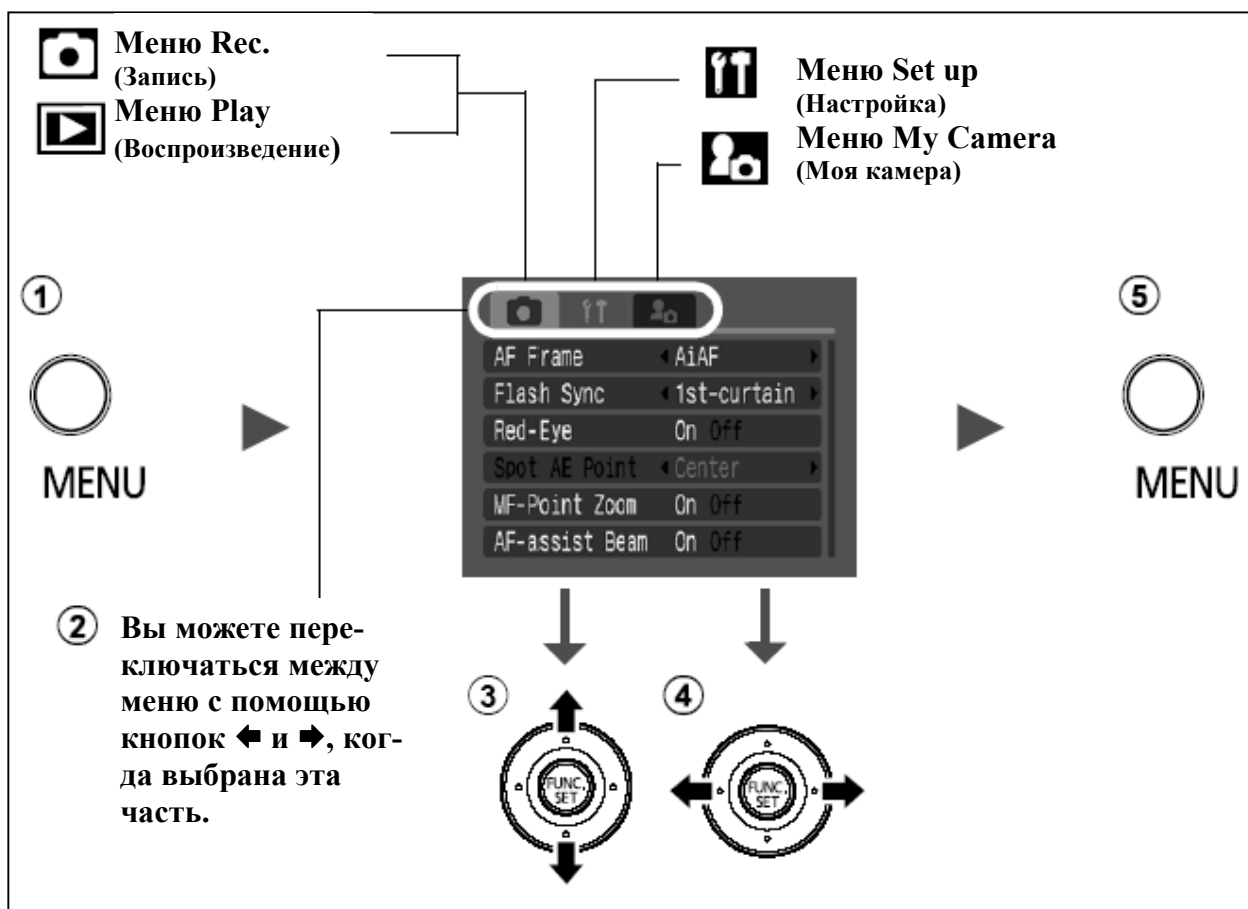 Меню Rec.
(Запись)
Меню Play
(Воспроизведение)
Меню Set up
(Настройка)
Меню My Camera
(Моя камера)
1
MENU
AF Frame AiAF
Flash Sync 1st-curtain
Red-Eye On Off
Spot AE Point Center
MF-Point Zoom On Off
AF-assist Beam On Off
5
MENU
2 Вы можете пере-
ключаться между
меню с помощью
кнопок 🡸 и 🡺, ког-
да выбрана эта
часть.
3
FUNC.
SET
4
FUNC.
SET